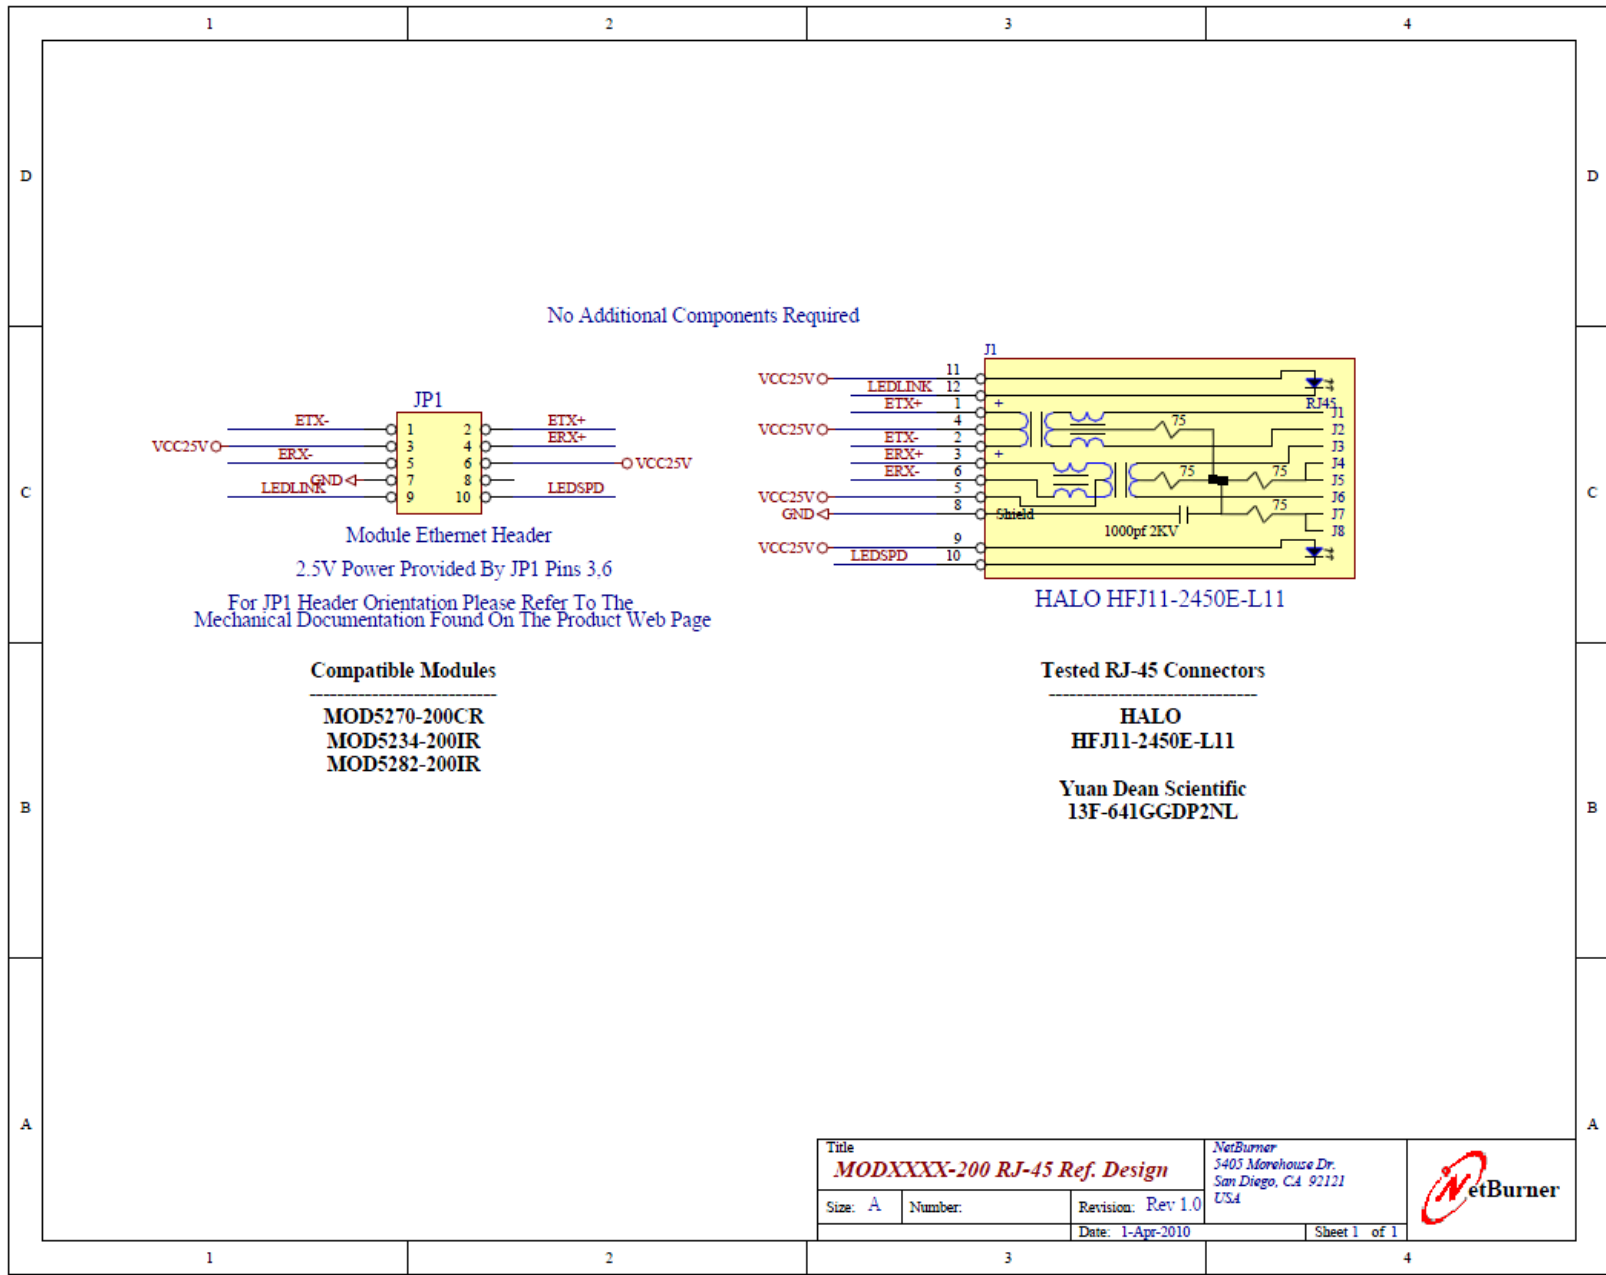 1 2 3 4
D D
No Additional Components Required
JP1
ETX- 1 2 ETX+
VCC25V 3 4 ERX+
ERX- 5 6 VCC25V
GND 7 8
LEDLINK 9 10 LEDSPD
Module Ethernet Header
2.5V Power Provided By JP1 Pins 3,6
For JP1 Header Orientation Please Refer To The
Mechanical Documentation Found On The Product Web Page
J1
VCC25V 11
LEDLINK 12
RJ45
ETX+ 1 + J1
VCC25V 4 75 J2
ETX- 2 J3
ERX+ 3 + J4
ERX- 6 75 75 J5
VCC25V 5 J6
GND 8 Shield 75 J7
1000pf 2KV J8
VCC25V 9
LEDSPD 10
HALO HFJ11-2450E-L11
C C
Compatible Modules
MOD5270-200CR
MOD5234-200IR
MOD5282-200IR
Tested RJ-45 Connectors
HALO
HFJ11-2450E-L11
Yuan Dean Scientific
13F-641GGDP2NL
B B
A A
Title
MODXXXX-200 RJ-45 Ref. Design
Size: A Number: Revision: Rev 1.0
Date: 1-Apr-2010 Sheet 1 of 1
NetBurner
5405 Morehouse Dr.
San Diego, CA 92121
USA
NetBurner
1 2 3 4